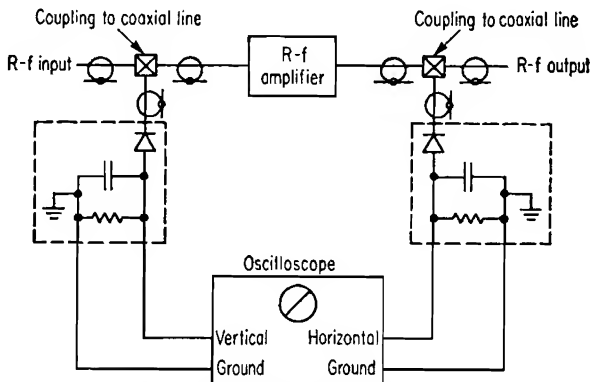 Coupling to coaxial line
Coupling to coaxial line
R-f input
R-f
amplifier
R-f output
Oscilloscope
Vertical
Horizontal
Ground
Ground